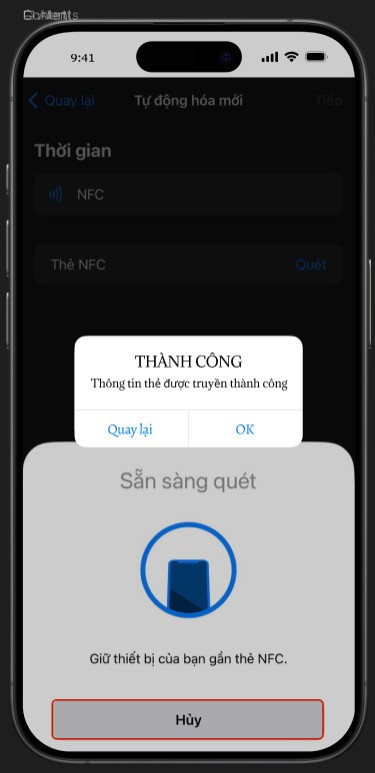 9:41
Quay lại
Tự động hóa mới
Tiếp
Thời gian
NFC
Thẻ NFC
Quét
THÀNH CÔNG
Thông tin thẻ được truyền thành công
Quay lại
OK
Sẵn sàng quét
Giữ thiết bị của bạn gần thẻ NFC.
Hủy